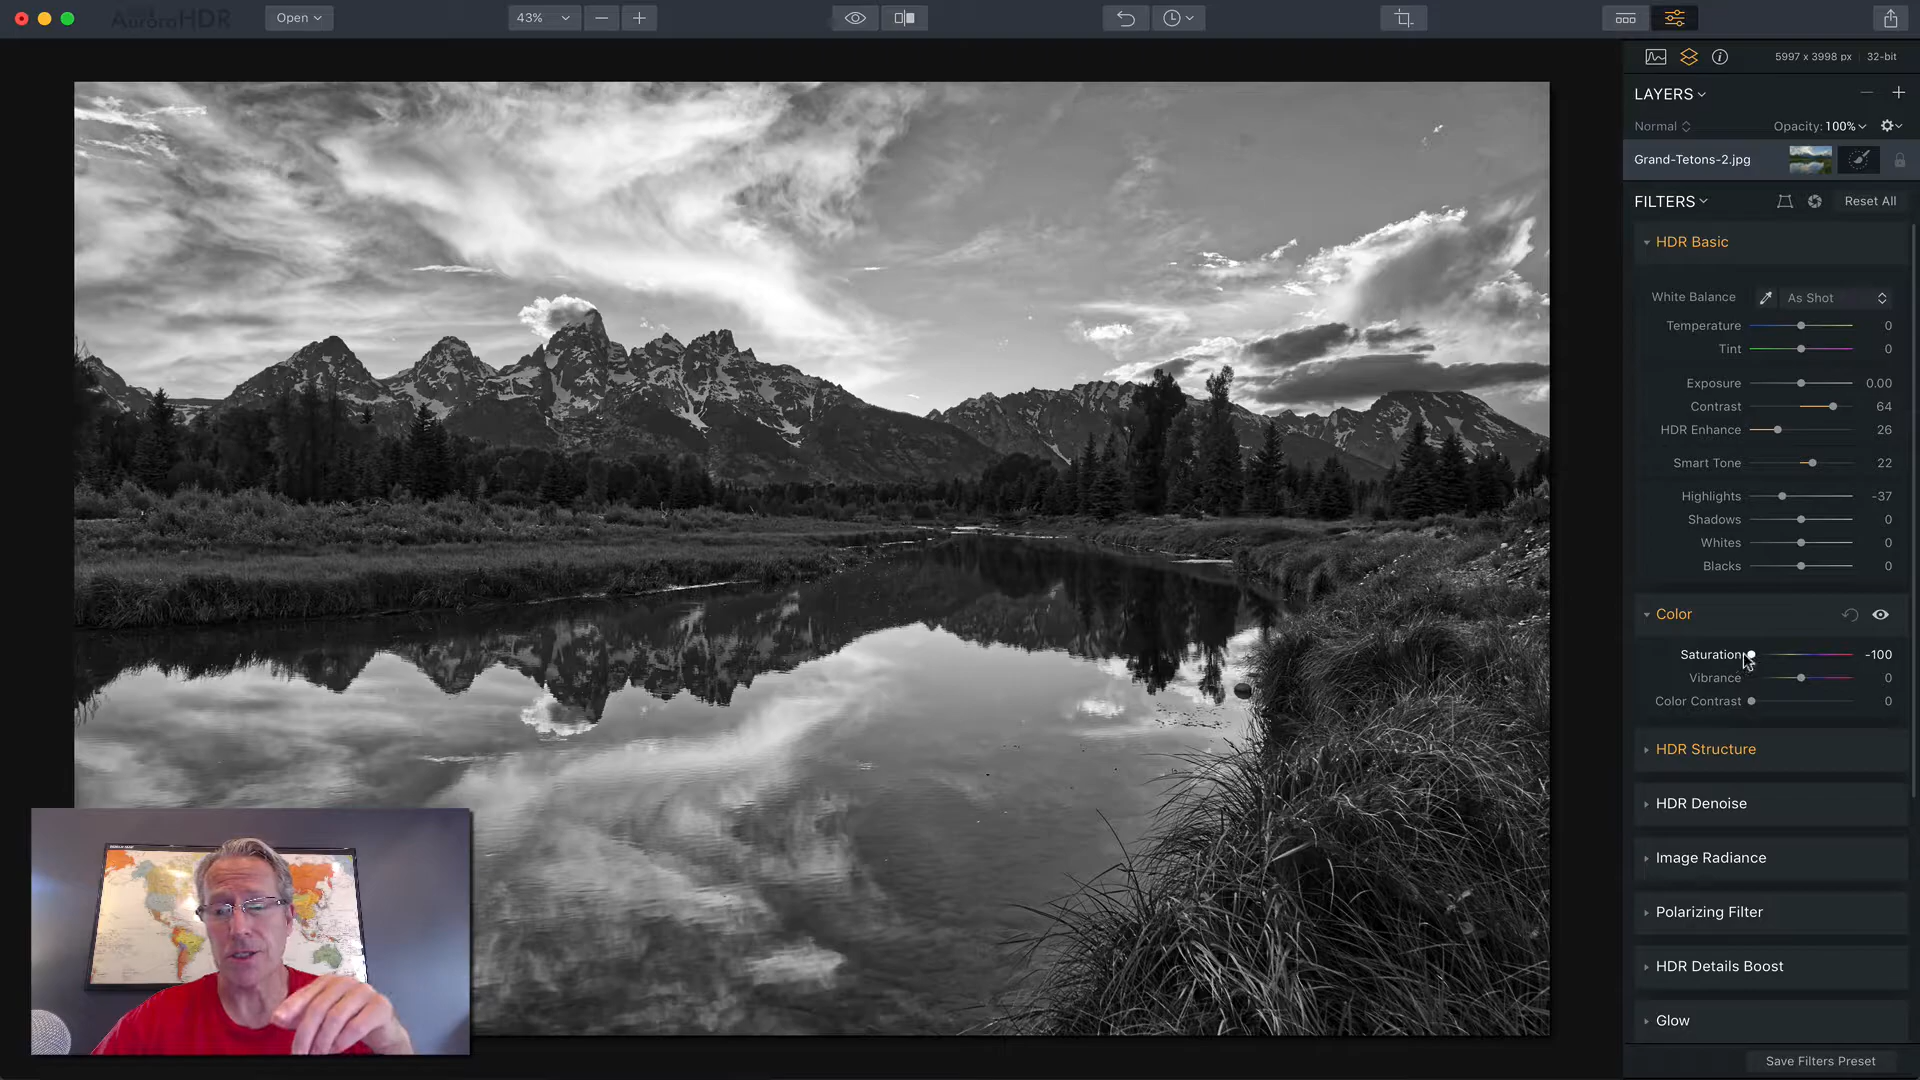 AuroraHDR
Open
43%
5997 x 3998 px
32-bit
LAYERS
Normal
Opacity: 100%
Grand-Tetons-2.jpg
FILTERS
Reset All
HDR Basic
White Balance
As Shot
Temperature 0
Tint 0
Exposure 0.00
Contrast 64
HDR Enhance 26
Smart Tone 22
Highlights -37
Shadows 0
Whites 0
Blacks 0
Color
Saturation -100
Vibrance 0
Color Contrast 0
HDR Structure
HDR Denoise
Image Radiance
Polarizing Filter
HDR Details Boost
Glow
Save Filters Preset